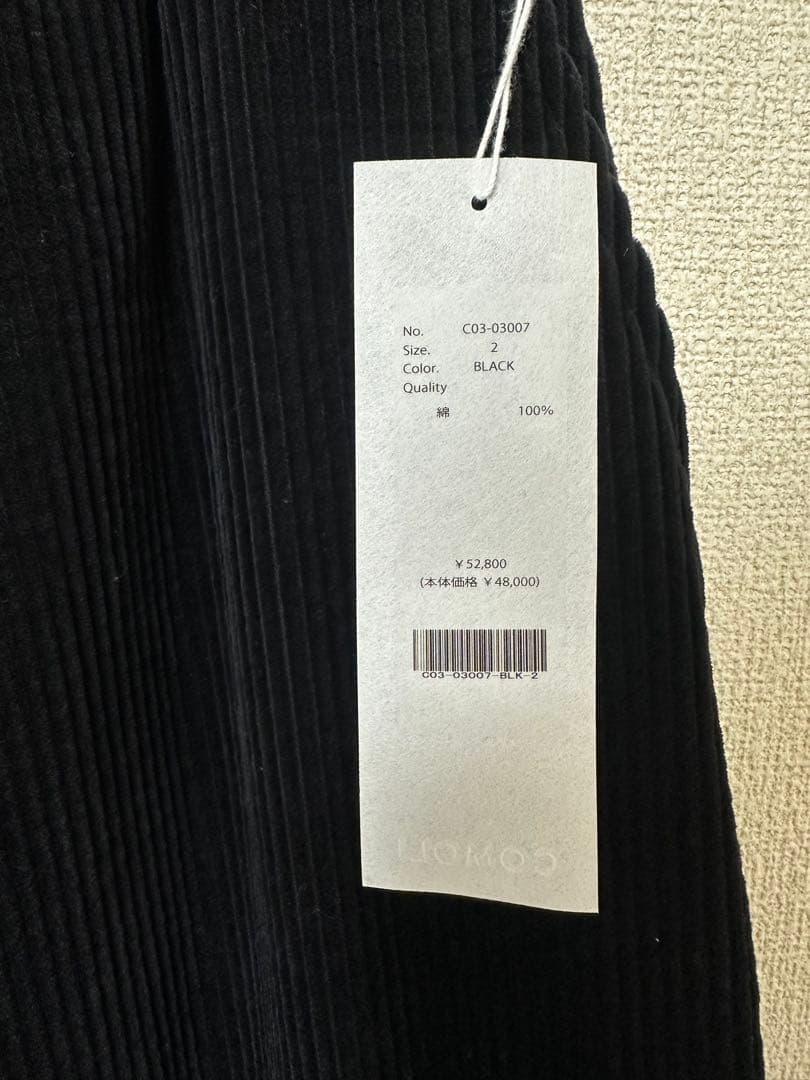 No. C03-03007
Size. 2
Color. BLACK
Quality
綿 100%
￥52,800
(本体価格 ￥48,000)
C03-03007-BLK-2
COMOLI